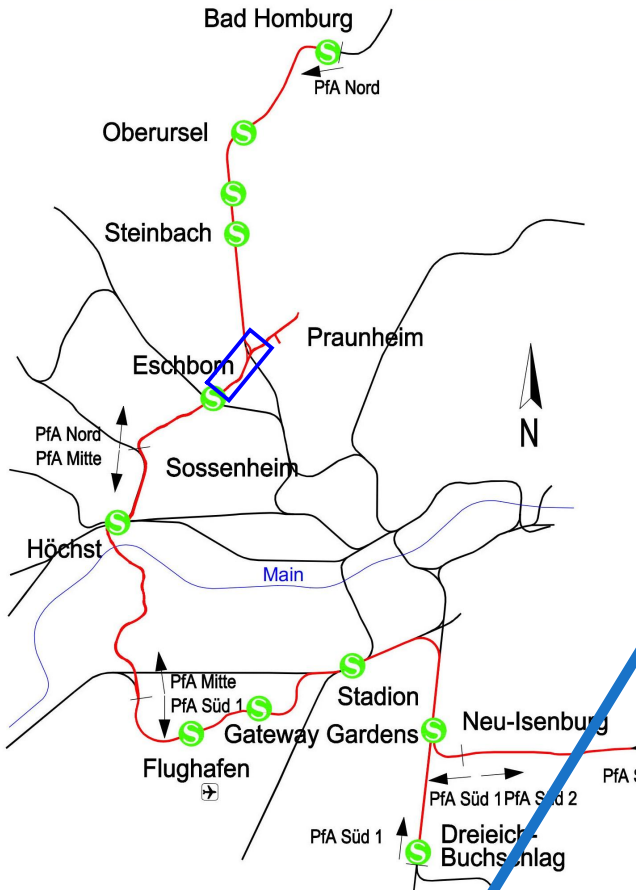 Bad Homburg
PfA Nord
Oberursel
Steinbach
Praunheim
Eschborn
PfA Nord
PfA Mitte
N
Sossenheim
Höchst
Main
PfA Mitte
PfA Süd 1
Stadion
Gateway Gardens
Neu-Isenburg
Flughafen
PfA S
PfA Süd 1
PfA Süd 2
PfA Süd 1
Dreieich-
Buchschlag
S
S
S
S
S
S
S
S
S
S
S